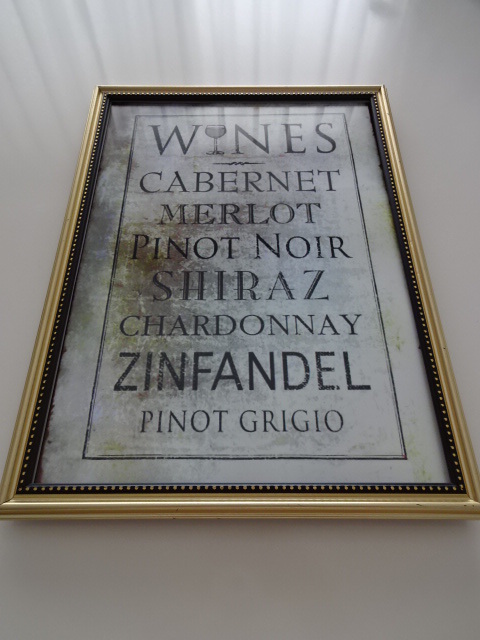 WINES
CABERNET
MERLOT
PINOT NOIR
SHIRAZ
CHARDONNAY
ZINFANDEL
PINOT GRIGIO